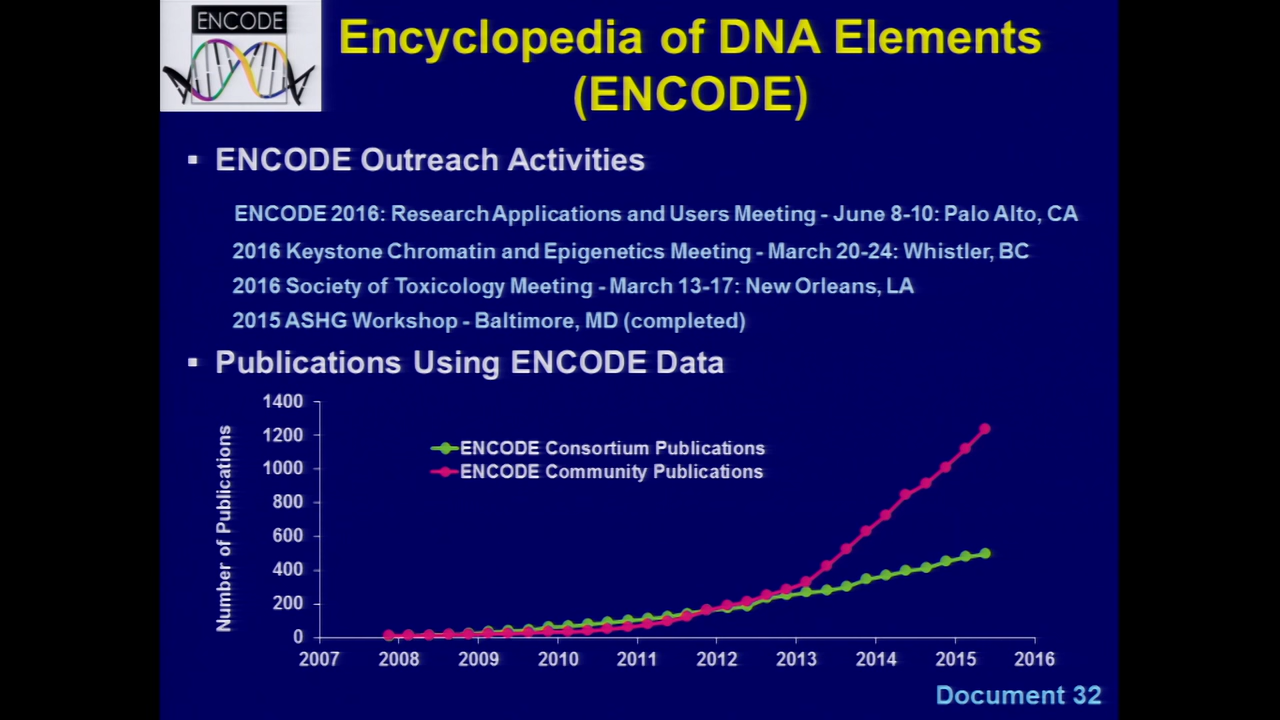 ENCODE
Encyclopedia of DNA Elements
(ENCODE)
▪ ENCODE Outreach Activities
ENCODE 2016: Research Applications and Users Meeting - June 8-10: Palo Alto, CA
2016 Keystone Chromatin and Epigenetics Meeting - March 20-24: Whistler, BC
2016 Society of Toxicology Meeting - March 13-17: New Orleans, LA
2015 ASHG Workshop - Baltimore, MD (completed)
▪ Publications Using ENCODE Data
Number of Publications
1400
1200
1000
800
600
400
200
0
ENCODE Consortium Publications
ENCODE Community Publications
2007 2008 2009 2010 2011 2012 2013 2014 2015 2016
Document 32